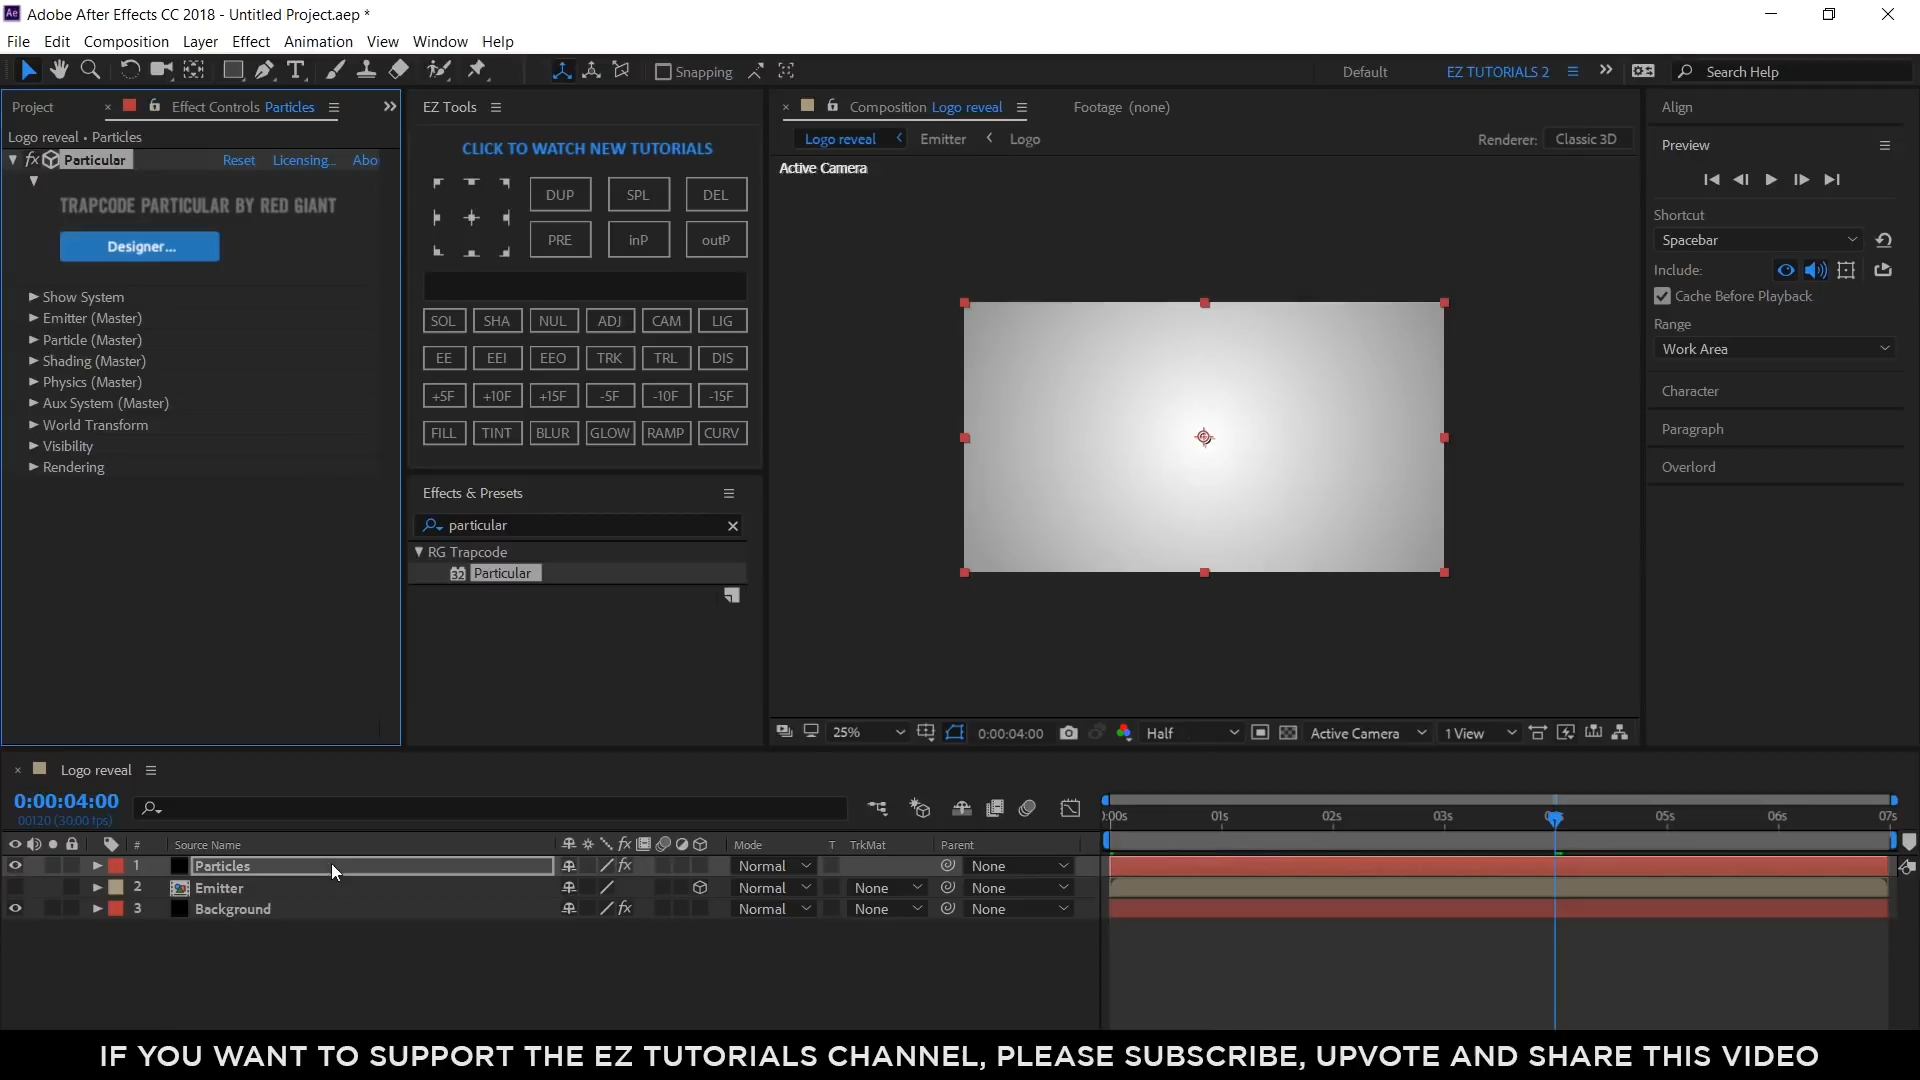 Adobe After Effects CC 2018 - Untitled Project.aep *
File Edit Composition Layer Effect Animation View Window Help
Snapping Default EZ TUTORIALS 2 Search Help
Project Effect Controls Particles
Logo reveal • Particles
fx Particular Reset Licensing... Abo
TRAPCODE PARTICULAR BY RED GIANT
Designer...
Show System
Emitter (Master)
Particle (Master)
Shading (Master)
Physics (Master)
Aux System (Master)
World Transform
Visibility
Rendering
EZ Tools
CLICK TO WATCH NEW TUTORIALS
DUP SPL DEL
PRE inP outP
SOL SHA NUL ADJ CAM LIG
EE EEI EEO TRK TRL DIS
+5F +10F +15F -5F -10F -15F
FILL TINT BLUR GLOW RAMP CURV
Effects & Presets
particular
RG Trapcode
32 Particular
Composition Logo reveal Footage (none)
Logo reveal Emitter Logo Renderer: Classic 3D
Active Camera
25% 0:00:04:00 Half Active Camera 1 View
Align
Preview
Shortcut
Spacebar
Include:
Cache Before Playback
Range
Work Area
Character
Paragraph
Overlord
Logo reveal
0:00:04:00
00120 (30.00 fps)
):00s 01s 02s 03s 05s 06s 07s
# Source Name fx Mode T TrkMat Parent
1 Particles fx Normal None
2 Emitter Normal None None
3 Background fx Normal None None
IF YOU WANT TO SUPPORT THE EZ TUTORIALS CHANNEL, PLEASE SUBSCRIBE, UPVOTE AND SHARE THIS VIDEO